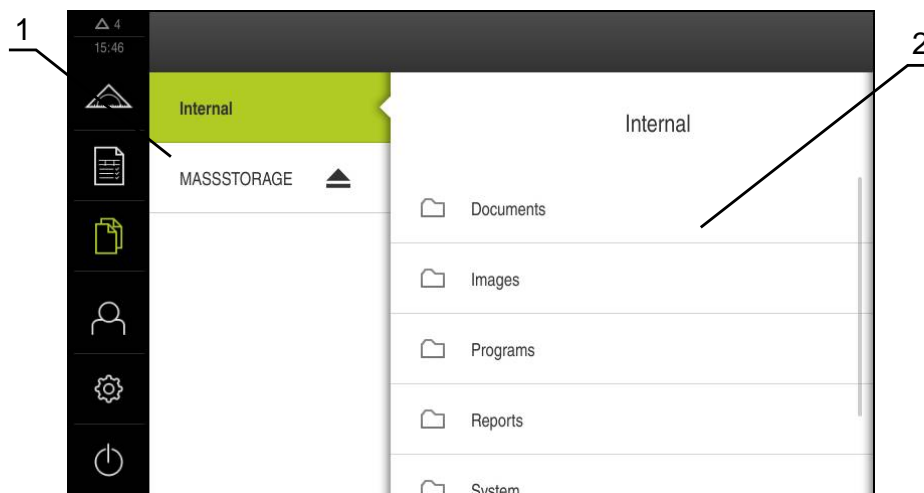 1
2
4
15:46
Internal
MASSSTORAGE
Internal
Documents
Images
Programs
Reports
System